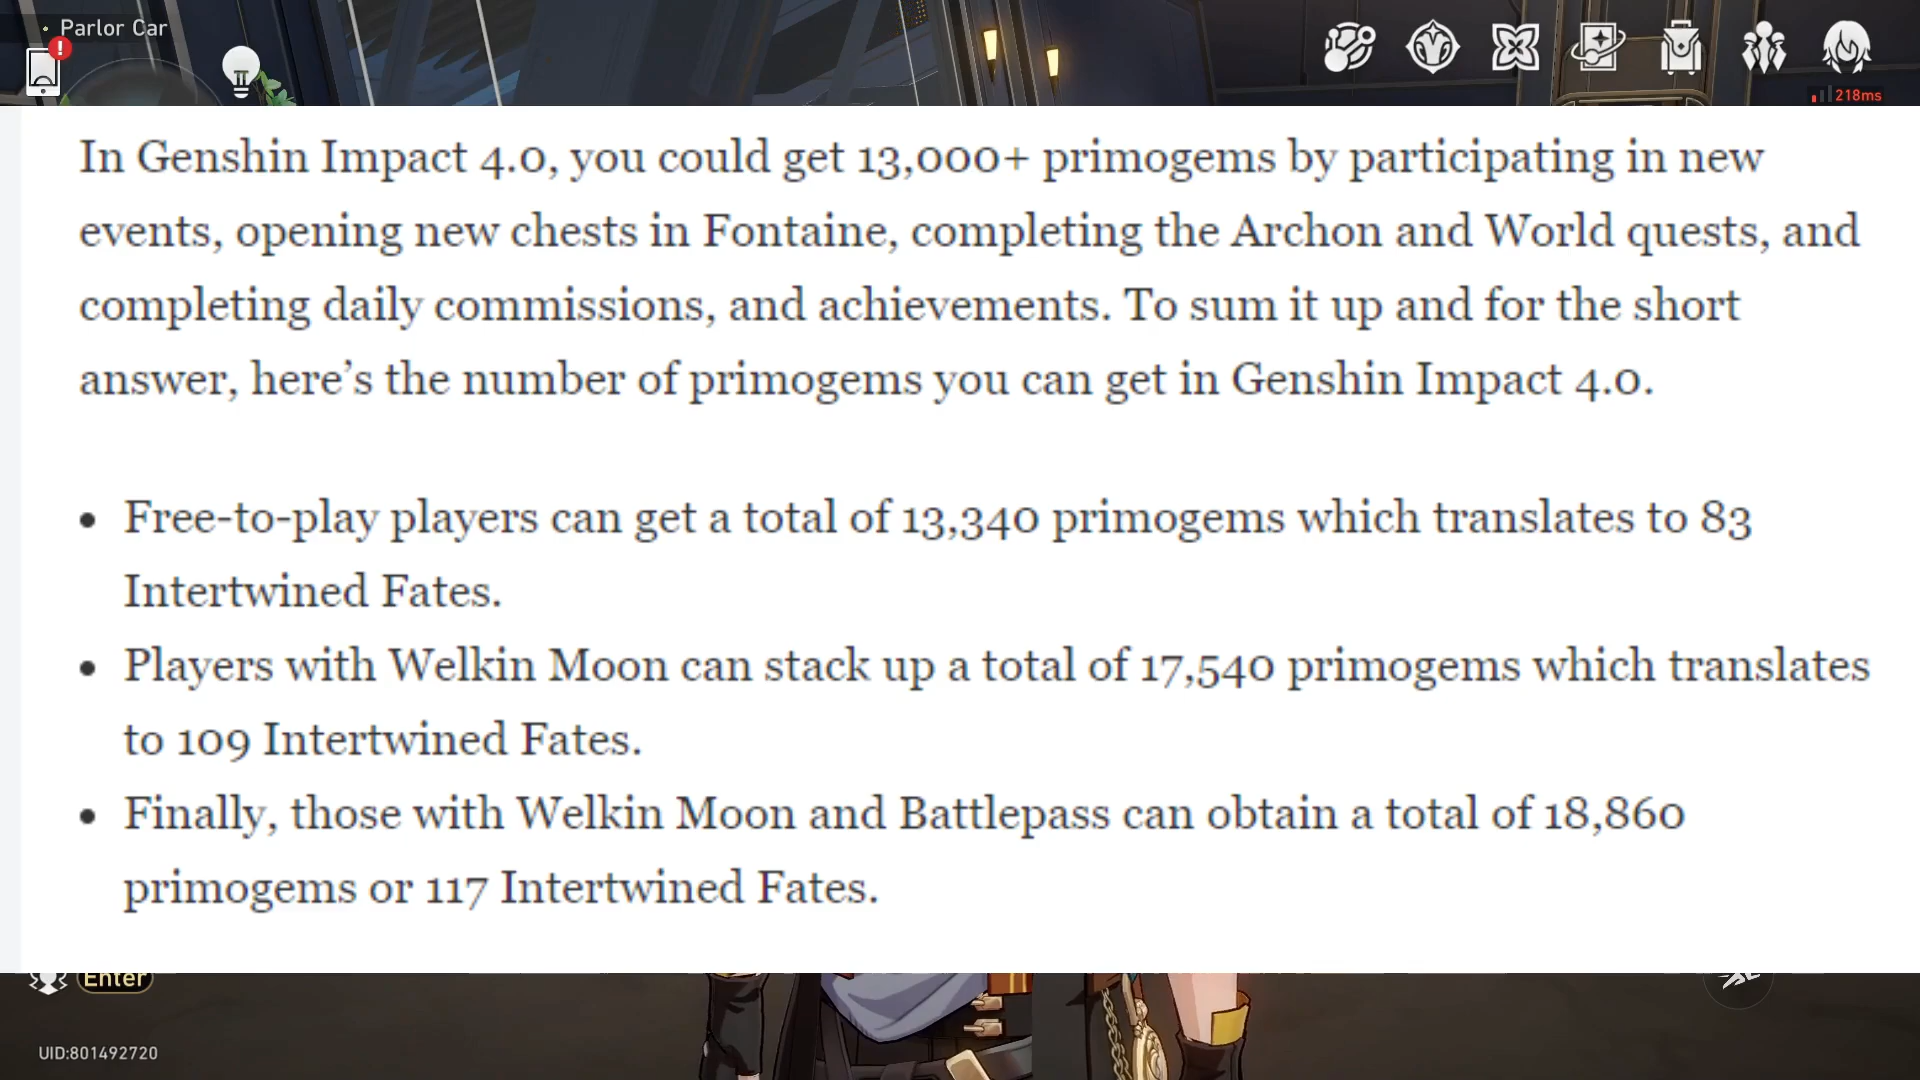 Parlor Car
218ms
In Genshin Impact 4.0, you could get 13,000+ primogems by participating in new
events, opening new chests in Fontaine, completing the Archon and World quests, and
completing daily commissions, and achievements. To sum it up and for the short
answer, here’s the number of primogems you can get in Genshin Impact 4.0.
• Free-to-play players can get a total of 13,340 primogems which translates to 83
Intertwined Fates.
• Players with Welkin Moon can stack up a total of 17,540 primogems which translates
to 109 Intertwined Fates.
• Finally, those with Welkin Moon and Battlepass can obtain a total of 18,860
primogems or 117 Intertwined Fates.
Enter
UID:801492720